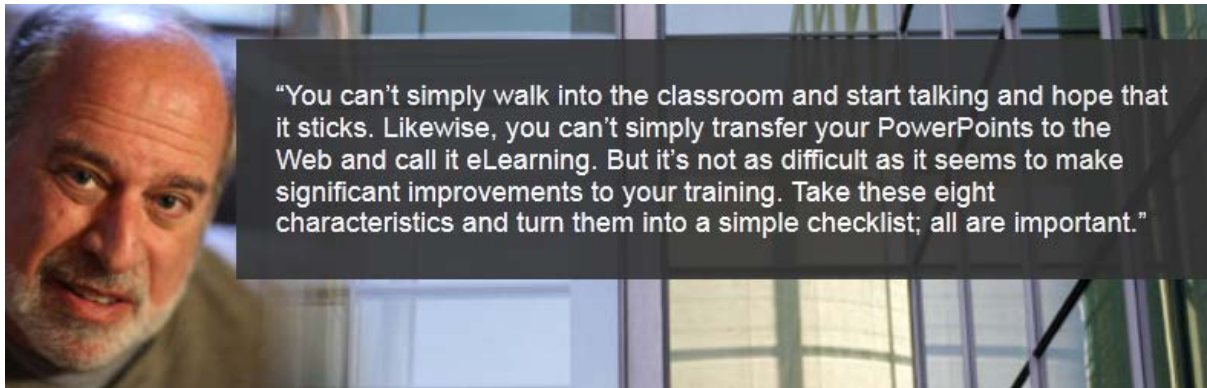 “You can’t simply walk into the classroom and start talking and hope that
it sticks. Likewise, you can’t simply transfer your PowerPoints to the
Web and call it eLearning. But it’s not as difficult as it seems to make
significant improvements to your training. Take these eight
characteristics and turn them into a simple checklist; all are important.”